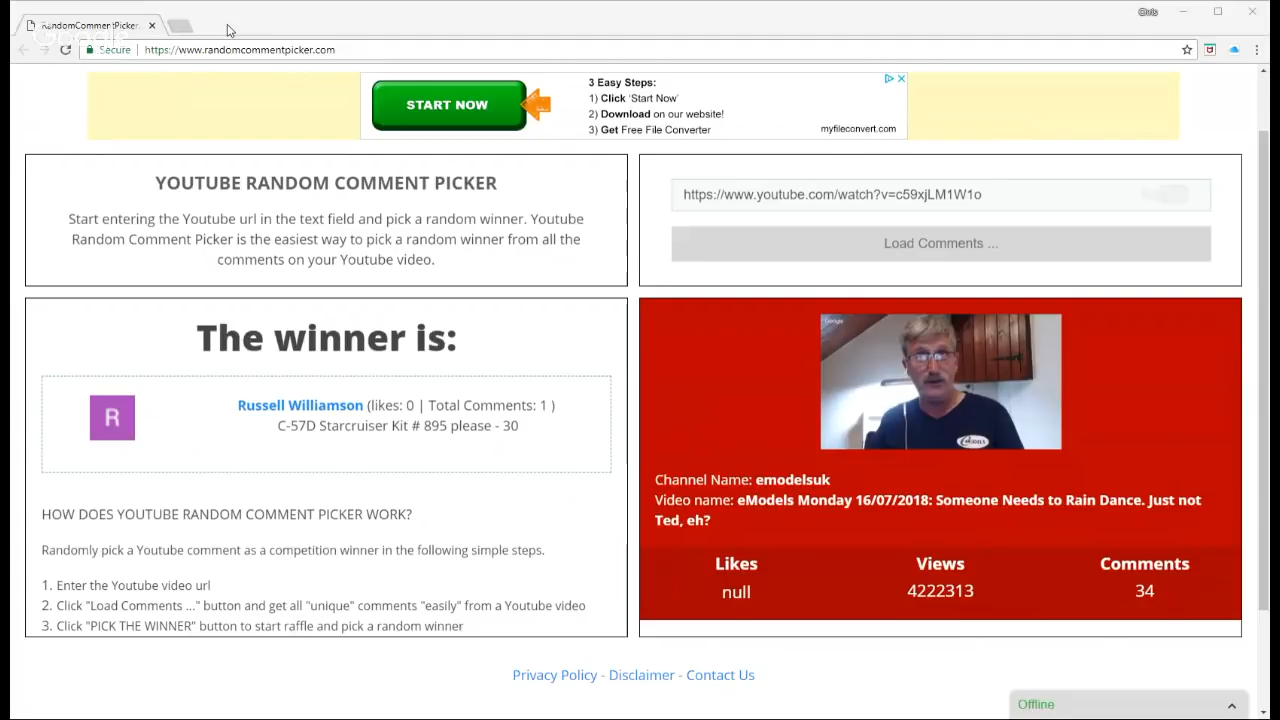 RandomCommentPicker.
Chris
Google
Secure
https://www.randomcommentpicker.com
START NOW
3 Easy Steps:
1) Click 'Start Now'
2) Download on our website!
3) Get Free File Converter
myfileconvert.com
YOUTUBE RANDOM COMMENT PICKER
Start entering the Youtube url in the text field and pick a random winner. Youtube
Random Comment Picker is the easiest way to pick a random winner from all the
comments on your Youtube video.
https://www.youtube.com/watch?v=c59xjLM1W1o
Load Comments ...
The winner is:
R
Russell Williamson (likes: 0 | Total Comments: 1 )
C-57D Starcruiser Kit # 895 please - 30
HOW DOES YOUTUBE RANDOM COMMENT PICKER WORK?
Randomly pick a Youtube comment as a competition winner in the following simple steps.
1. Enter the Youtube video url
2. Click "Load Comments ..." button and get all "unique" comments "easily" from a Youtube video
3. Click "PICK THE WINNER" button to start raffle and pick a random winner
Google
eMODELS
Channel Name: emodelsuk
Video name: eModels Monday 16/07/2018: Someone Needs to Rain Dance. Just not
Ted, eh?
Likes Views Comments
null 4222313 34
Privacy Policy - Disclaimer - Contact Us
Offline